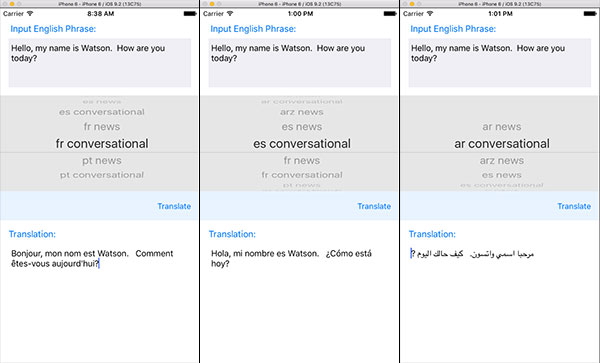 iPhone 6 - iPhone 6 / iOS 9.2 (13C75)
Carrier 8:38 AM
Input English Phrase:
Hello, my name is Watson.  How are you
today?
es news
es conversational
fr news
fr conversational
pt news
pt conversational
Translate
Translation:
Bonjour, mon nom est Watson.   Comment
êtes-vous aujourd'hui?
iPhone 6 - iPhone 6 / iOS 9.2 (13C75)
Carrier 1:00 PM
Input English Phrase:
Hello, my name is Watson.  How are you
today?
ar conversational
arz news
es news
es conversational
fr news
fr conversational
pt news
Translate
Translation:
Hola, mi nombre es Watson.   ¿Cómo está
hoy?
iPhone 6 - iPhone 6 / iOS 9.2 (13C75)
Carrier 1:01 PM
Input English Phrase:
Hello, my name is Watson.  How are you
today?
ar news
ar conversational
arz news
es news
es conversational
Translate
Translation:
مرحبا اسمي واتسون.   كيف حالك اليوم ?